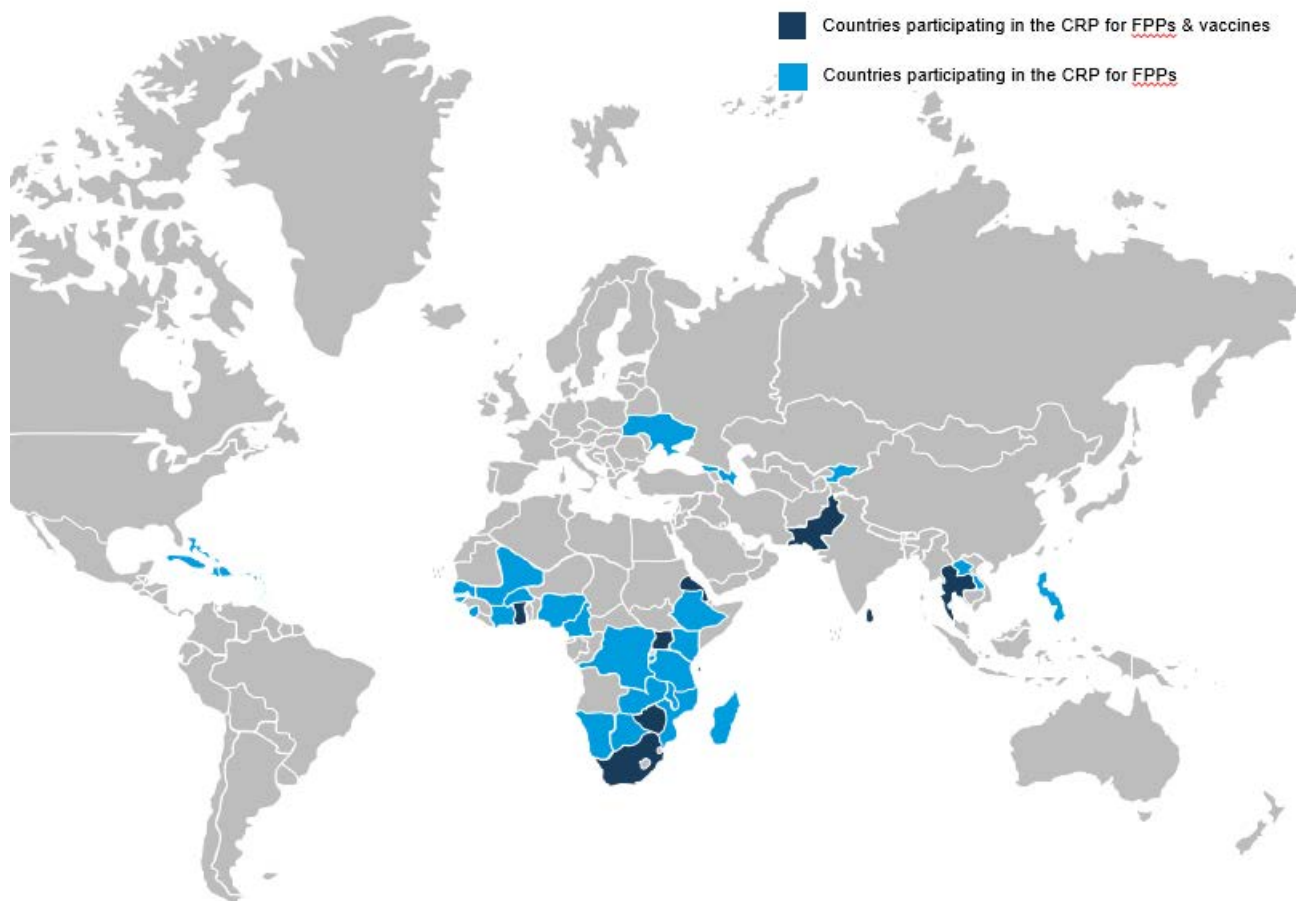 Countries participating in the CRP for FPPs & vaccines
Countries participating in the CRP for FPPs